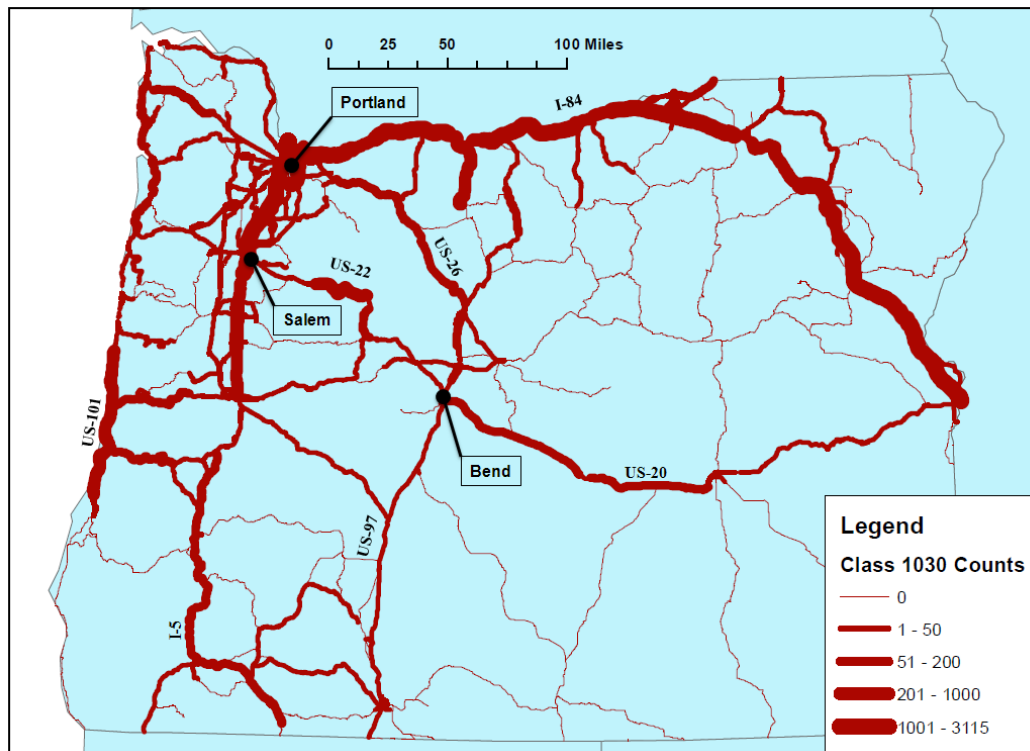 0 25 50 100 Miles
Portland
I-84
US-26
US-22
Salem
US-101
Bend
US-20
US-97
I-5
Legend
Class 1030 Counts
0
1 - 50
51 - 200
201 - 1000
1001 - 3115